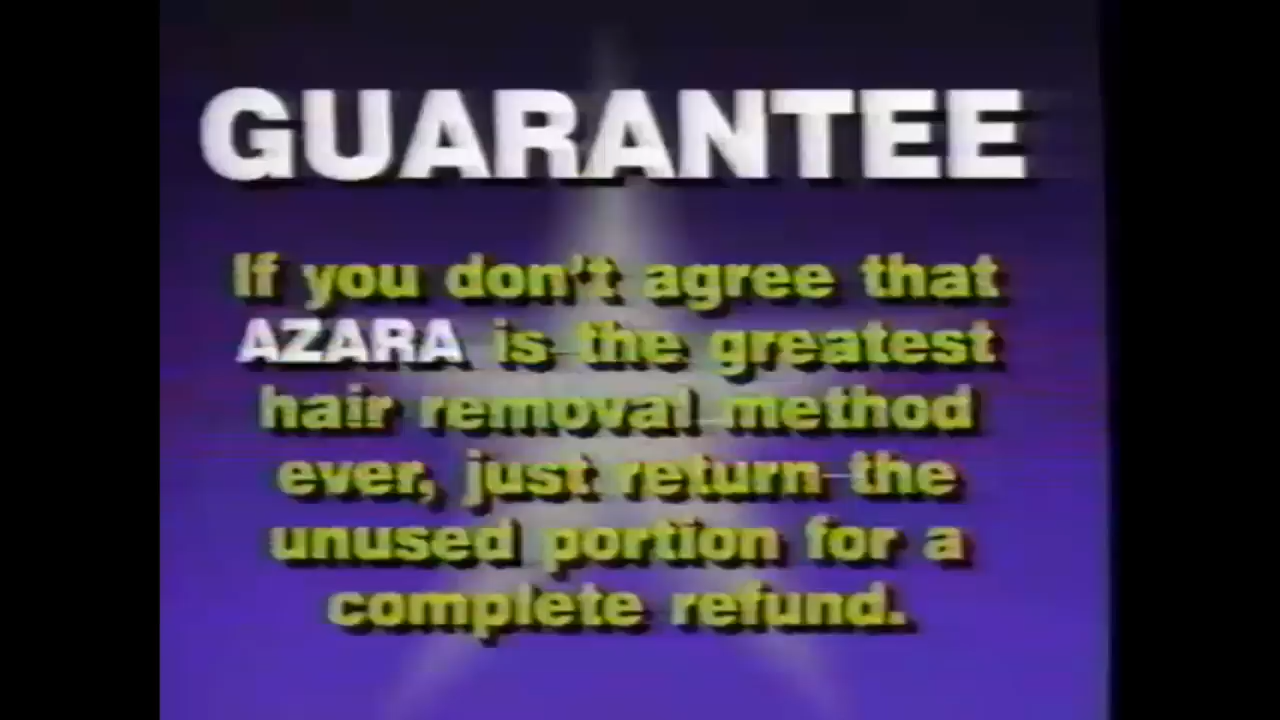 GUARANTEE
If you don't agree that
AZARA is the greatest
hair removal method
ever, just return the
unused portion for a
complete refund.